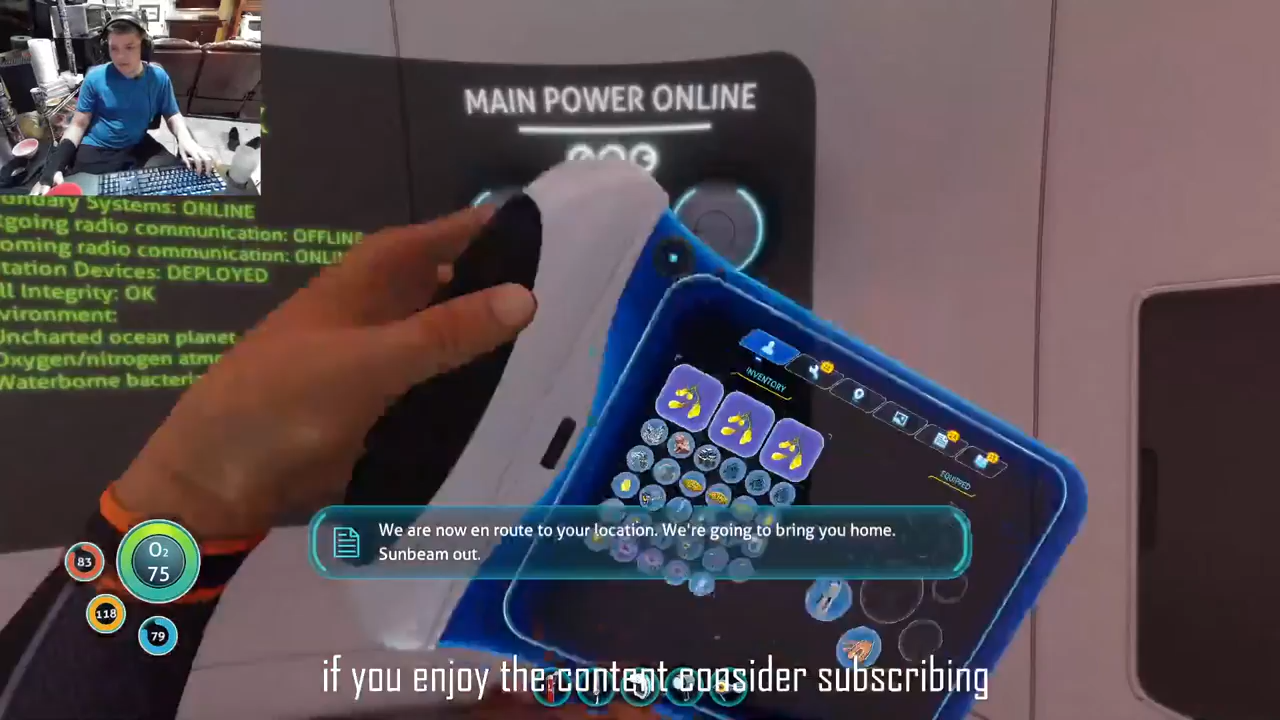 MAIN POWER ONLINE
ondary Systems: ONLINE
going radio communication: OFFLINE
oming radio communication: ONLI
tation Devices: DEPLOYED
ll Integrity: OK
vironment:
Uncharted ocean planet
Oxygen/nitrogen atm
Waterborne bacteri
INVENTORY
EQUIPPED
We are now en route to your location. We're going to bring you home.
Sunbeam out.
O₂
75
83
118
79
if you enjoy the content consider subscribing